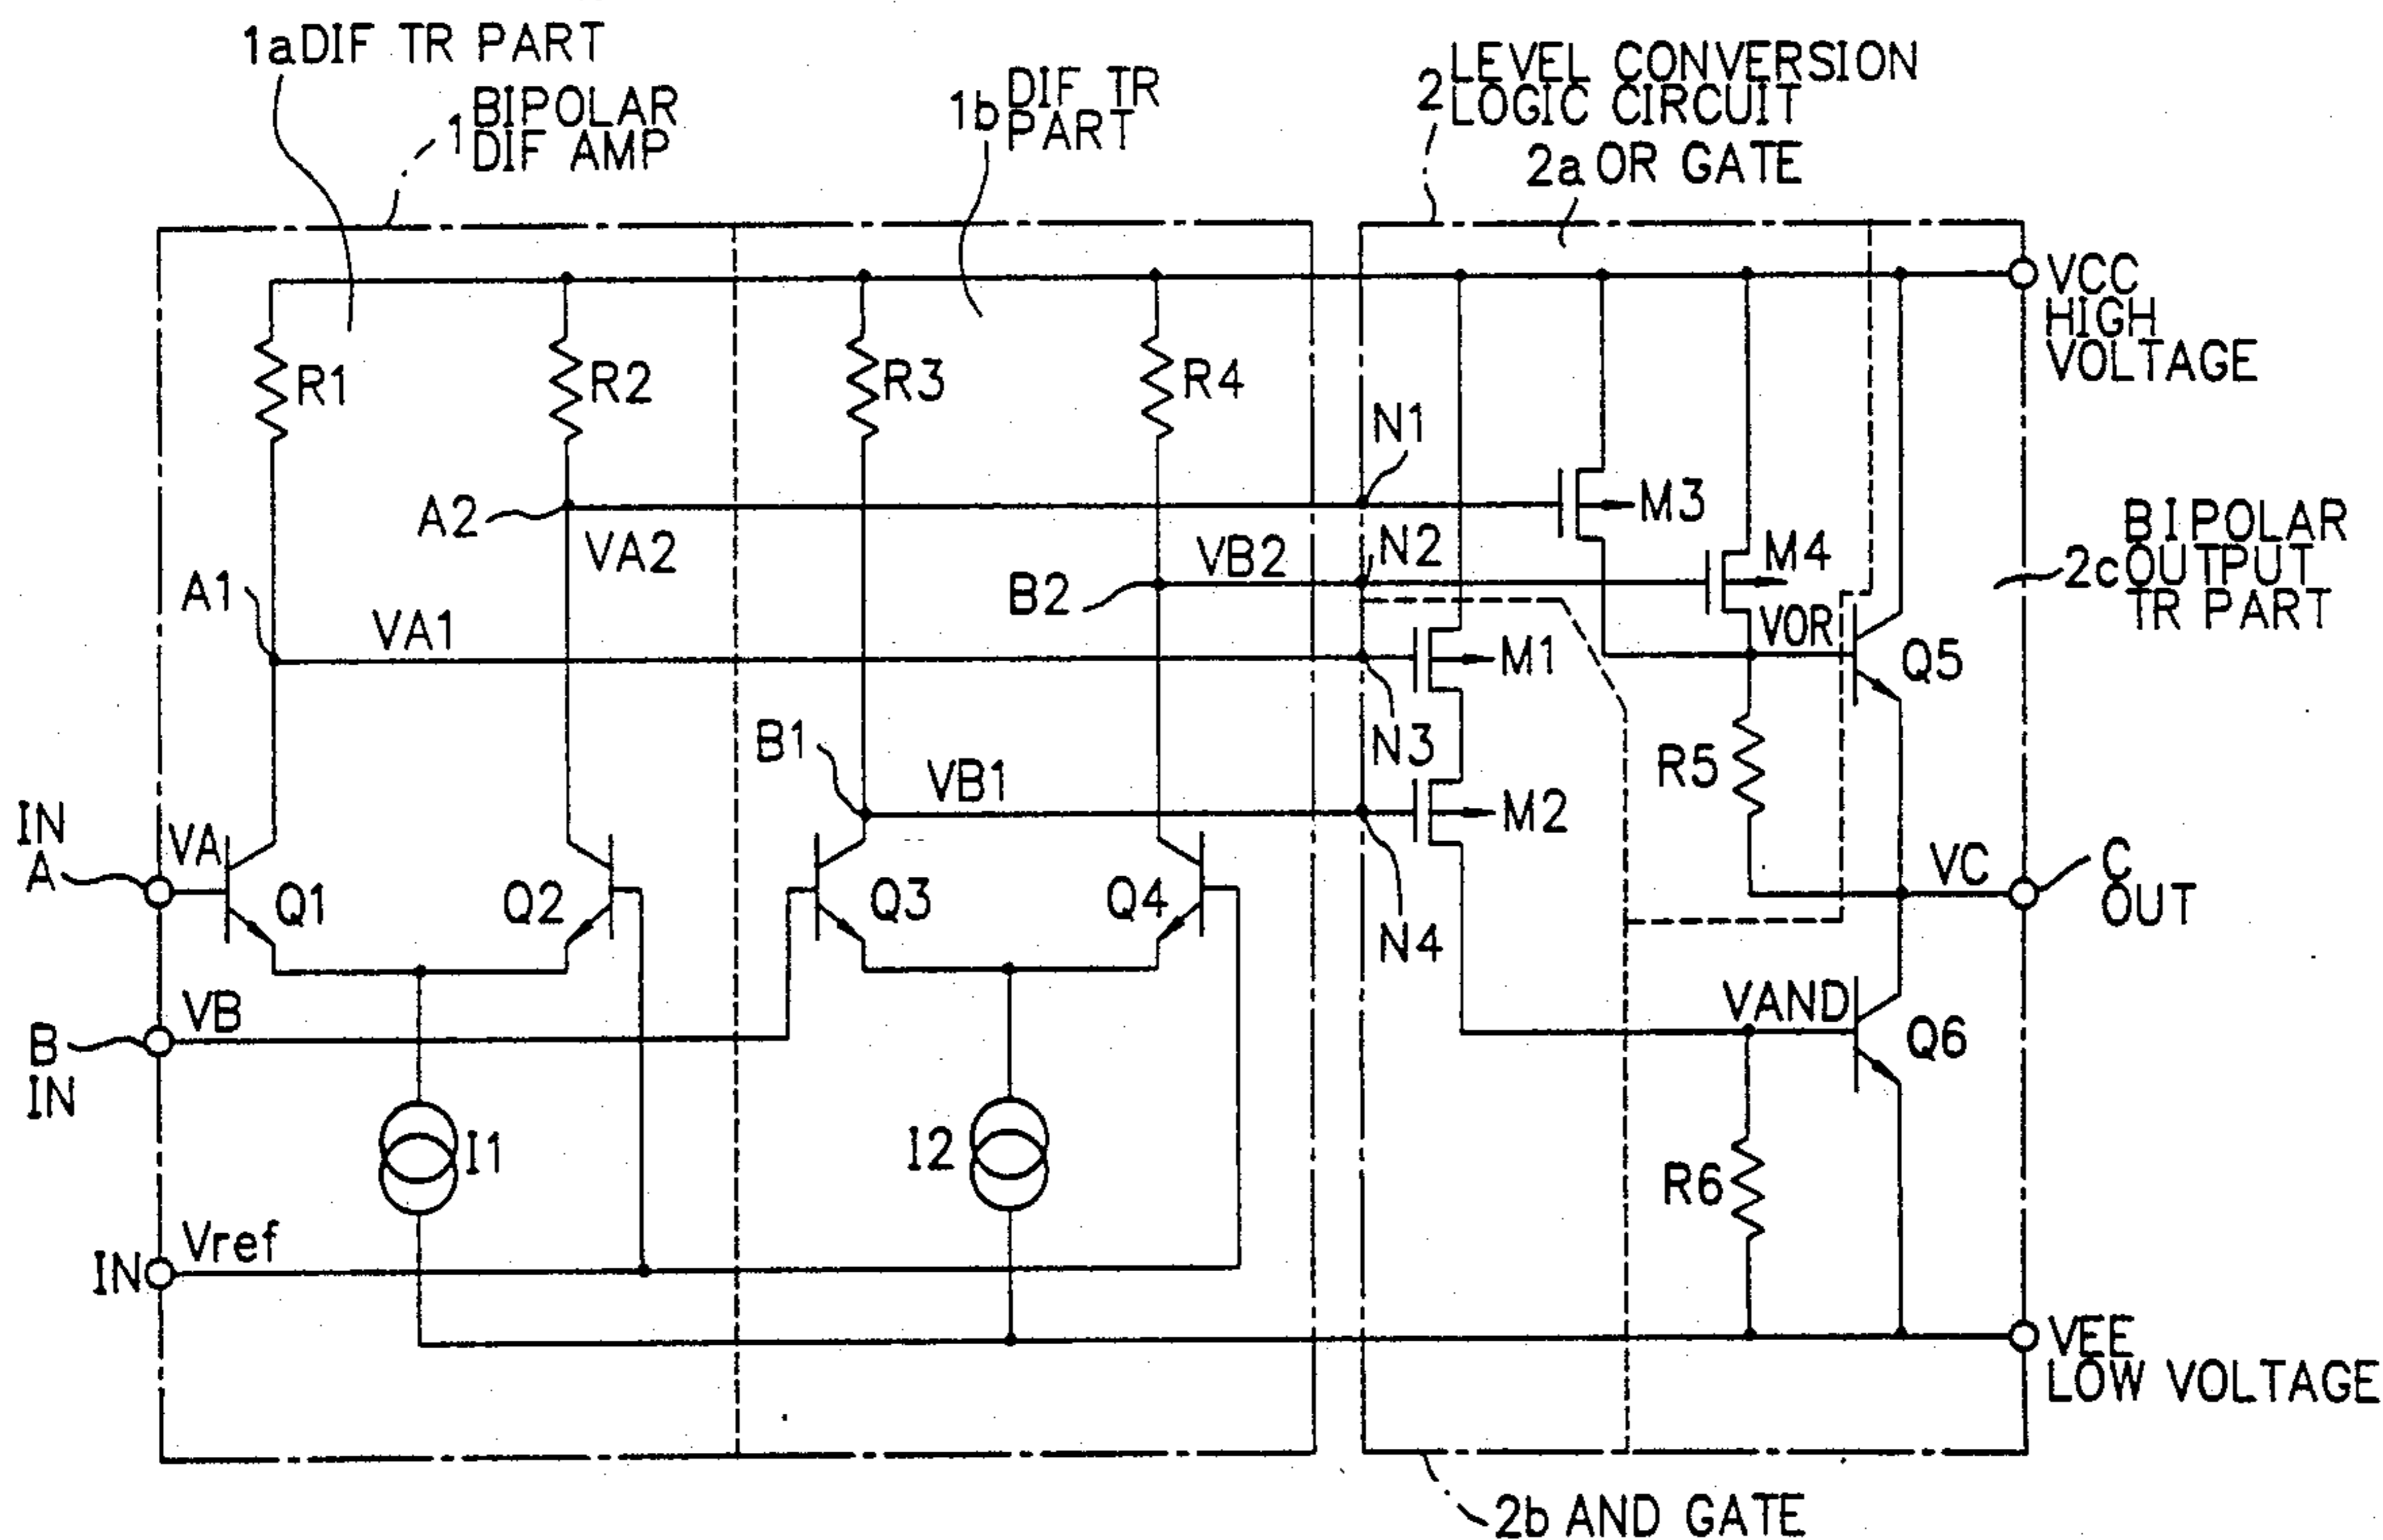 1a DIF TR PART
1 BIPOLAR
DIF AMP
1b DIF TR
PART
2 LEVEL CONVERSION
LOGIC CIRCUIT
2a OR GATE
VCC
HIGH
VOLTAGE
R1
R2
R3
R4
N1
A2
VA2
M3
VB2
N2
M4
B2
BIPOLAR
2c OUTPUT
TR PART
A1
VA1
VOR
M1
Q5
N3
B1
VB1
R5
M2
IN
A
VA
Q1
Q2
Q3
Q4
N4
VC
C
OUT
VB
B
IN
VAND
Q6
I1
I2
R6
IN
Vref
VEE
LOW VOLTAGE
2b AND GATE